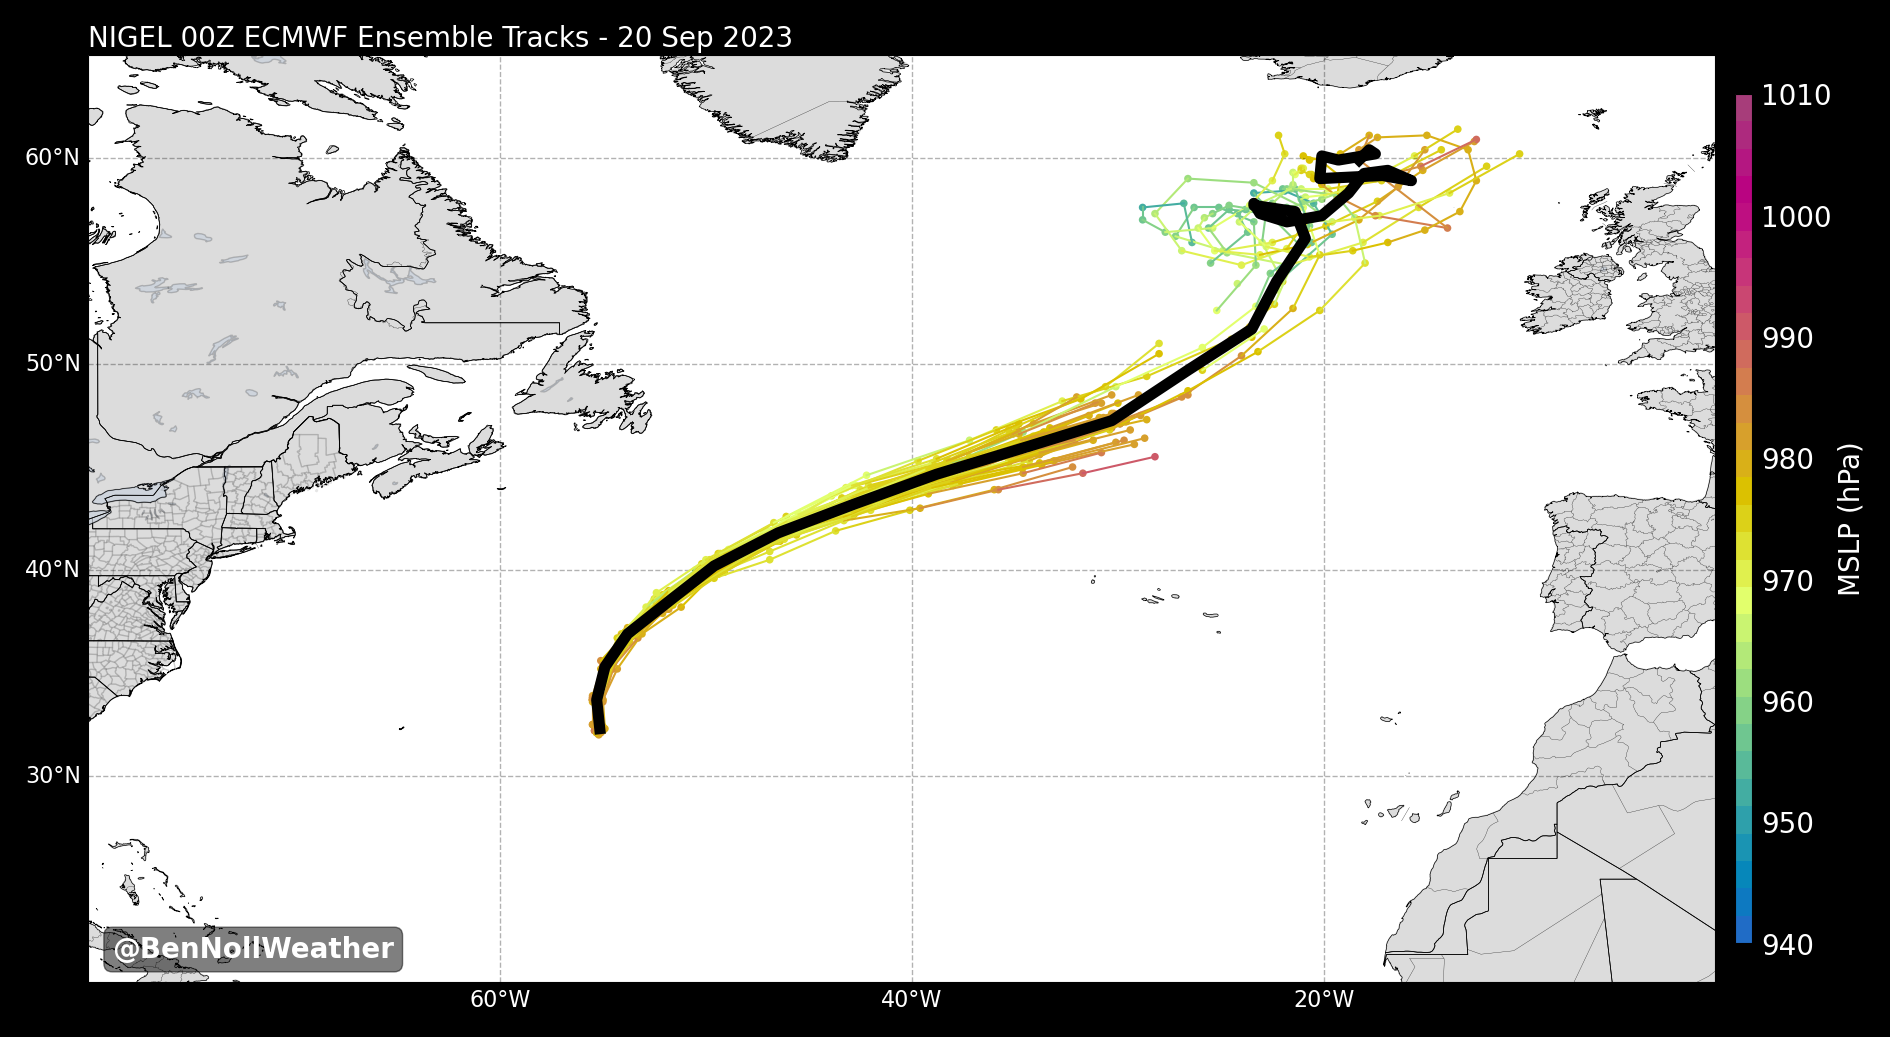 NIGEL 00Z ECMWF Ensemble Tracks - 20 Sep 2023
60°N
50°N
40°N
30°N
60°W
40°W
20°W
1010
1000
990
980
970
960
950
940
MSLP (hPa)
@BenNollWeather